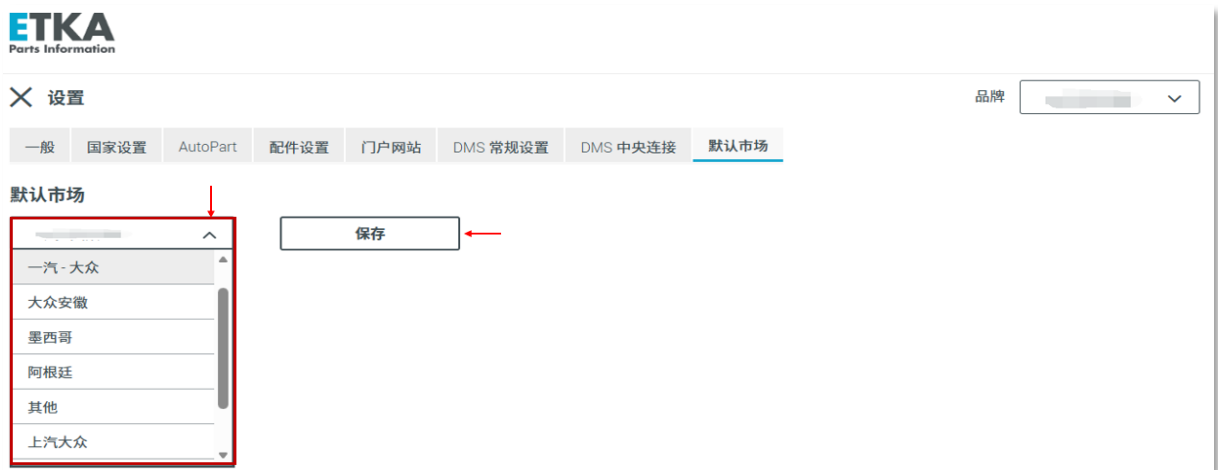 ETKA
Parts Information
设置
品牌
一般 国家设置 AutoPart 配件设置 门户网站 DMS 常规设置 DMS 中央连接 默认市场
默认市场
保存
一汽 - 大众
大众安徽
墨西哥
阿根廷
其他
上汽大众